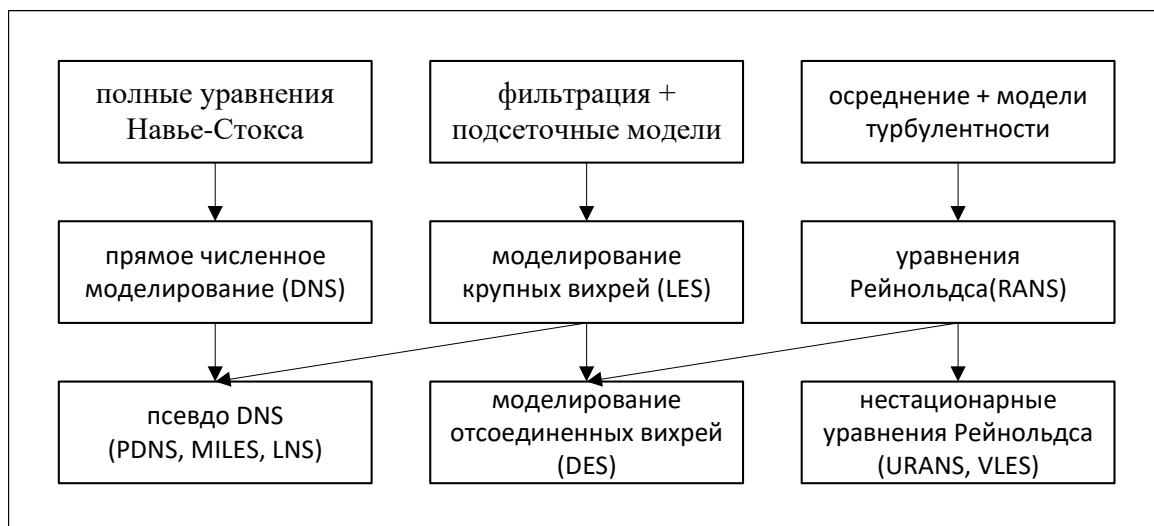 полные уравнения
Навье-Стокса
фильтрация +
подсеточные модели
осреднение + модели
турбулентности
прямое численное
моделирование (DNS)
моделирование
крупных вихрей (LES)
уравнения
Рейнольдса(RANS)
псевдо DNS
(PDNS, MILES, LNS)
моделирование
отсоединенных вихрей
(DES)
нестационарные
уравнения Рейнольдса
(URANS, VLES)